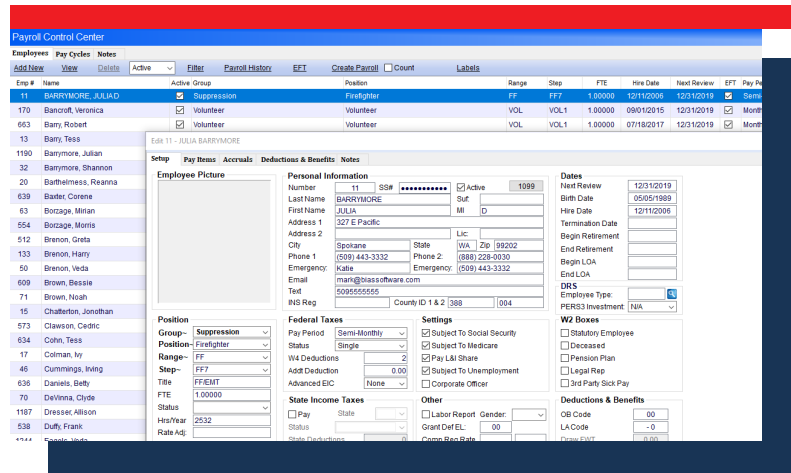 Payroll Control Center
Employees Pay Cycles Notes
Add New View Delete Active Filter Payroll History EFT Create Payroll Count Labels
Emp # Name Active Group Position Range Step FTE Hire Date Next Review EFT Pay Pe
11 BARRYMORE, JULIA D Suppression Firefighter FF FF7 1.00000 12/11/2006 12/31/2019 Semi-
170 Bancroft, Veronica Volunteer Volunteer VOL VOL1 1.00000 09/01/2015 12/31/2019 Month
663 Barry, Robert Volunteer Volunteer VOL VOL1 1.00000 07/18/2017 12/31/2019 Month
13 Barry, Tess
1190 Barrymore, Julian
32 Barrymore, Shannon
20 Barthelmess, Reanna
639 Baxter, Corene
63 Borzage, Mirian
554 Borzage, Morris
512 Brenon, Greta
133 Brenon, Harry
50 Brenon, Veda
609 Brown, Bessie
71 Brown, Noah
15 Chatterton, Jonothan
573 Clawson, Cedric
634 Cohn, Tess
17 Colman, Ivy
46 Cummings, Irving
636 Daniels, Betty
70 DeVinna, Clyde
1187 Dresser, Allison
538 Duffy, Frank
Edit 11 - JULIA BARRYMORE
Setup Pay Items Accruals Deductions & Benefits Notes
Employee Picture
Personal Information
Number 11 SS# Active 1099
Last Name BARRYMORE Suf:
First Name JULIA MI D
Address 1 327 E Pacific
Address 2 Lic:
City Spokane State WA Zip 99202
Phone 1 (509) 443-3332 Phone 2: (888) 228-0030
Emergency: Katie Emergency: (509) 443-3332
Email mark@biassoftware.com
Text 5095555555
INS Reg County ID 1 & 2 388 004
Dates
Next Review 12/31/2019
Birth Date 05/05/1989
Hire Date 12/11/2006
Termination Date
Begin Retirement
End Retirement
Begin LOA
End LOA
DRS
Employee Type:
PERS3 Investment: N/A
Position
Group~ Suppression
Position~ Firefighter
Range~ FF
Step~ FF7
Title FF/EMT
FTE 1.00000
Status
Hrs/Year 2532
Rate Adj:
Federal Taxes
Pay Period Semi-Monthly
Status Single
W4 Deductions 2
Addt Deduction 0.00
Advanced EIC None
State Income Taxes
Pay State
Status
State Deductions 0
Settings
Subject To Social Security
Subject To Medicare
Pay L&I Share
Subject To Unemployment
Corporate Officer
Other
Labor Report Gender:
Grant Def EL: 00
Comp Reg Rate
W2 Boxes
Statutory Employee
Deceased
Pension Plan
Legal Rep
3rd Party Sick Pay
Deductions & Benefits
OB Code 00
LA Code - 0
Draw FWT 0.00